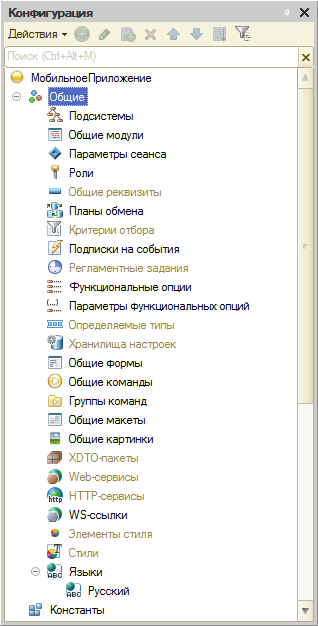 Конфигурация
Действия
Поиск (Ctrl+Alt+M)
МобильноеПриложение
Общие
Подсистемы
Общие модули
Параметры сеанса
Роли
Общие реквизиты
Планы обмена
Критерии отбора
Подписки на события
Регламентные задания
Функциональные опции
Параметры функциональных опций
Определяемые типы
Хранилища настроек
Общие формы
Общие команды
Группы команд
Общие макеты
Общие картинки
XDTO-пакеты
Web-сервисы
http HTTP-сервисы
WS-ссылки
Элементы стиля
Стили
ABC Языки
ABC Русский
Константы